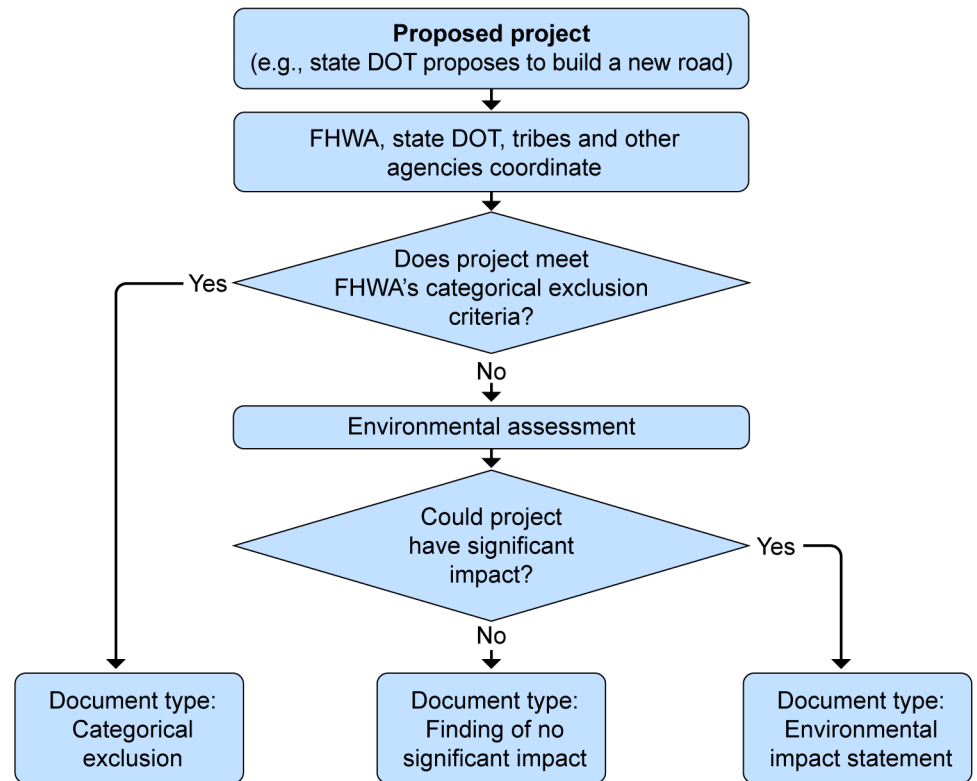 Proposed project
(e.g., state DOT proposes to build a new road)
FHWA, state DOT, tribes and other
agencies coordinate
Does project meet
FHWA’s categorical exclusion
criteria?
Yes
No
Environmental assessment
Could project
have significant
impact?
Yes
No
Document type:
Categorical
exclusion
Document type:
Finding of no
significant impact
Document type:
Environmental
impact statement